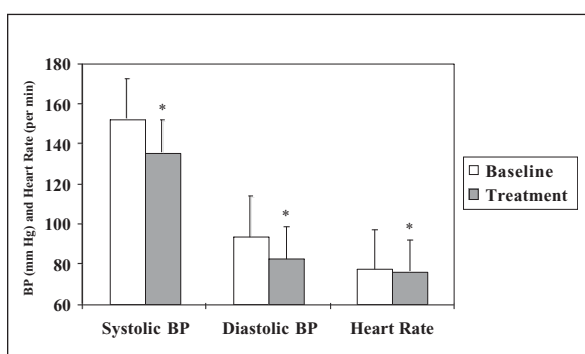 BP (mm Hg) and Heart Rate (per min)
180
160
140
120
100
80
60
*
*
*
Systolic BP
Diastolic BP
Heart Rate
Baseline
Treatment